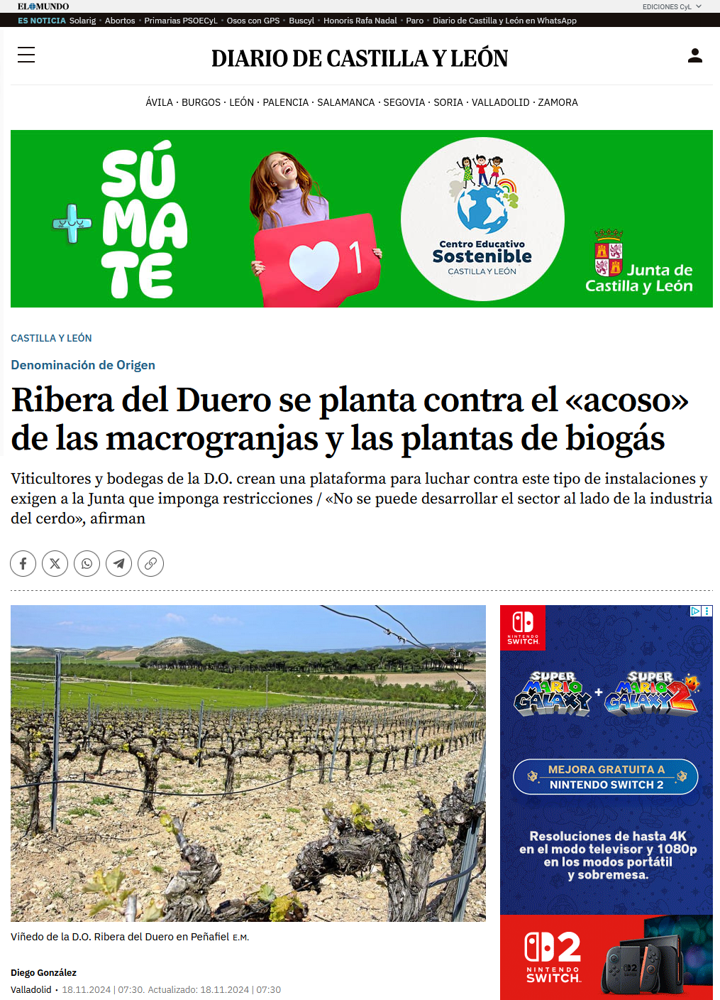 EL MUNDO
EDICIONES CyL
ES NOTICIA Solarig • Abortos • Primarias PSOECyL • Osos con GPS • Buscyl • Honoris Rafa Nadal • Paro • Diario de Castilla y León en WhatsApp
DIARIO DE CASTILLA Y LEÓN
ÁVILA · BURGOS · LEÓN · PALENCIA · SALAMANCA · SEGOVIA · SORIA · VALLADOLID · ZAMORA
SÚ
MA
TE
1
Centro Educativo
Sostenible
CASTILLA Y LEÓN
Junta de
Castilla y León
CASTILLA Y LEÓN
Denominación de Origen
Ribera del Duero se planta contra el «acoso»
de las macrogranjas y las plantas de biogás
Viticultores y bodegas de la D.O. crean una plataforma para luchar contra este tipo de instalaciones y
exigen a la Junta que imponga restricciones / «No se puede desarrollar el sector al lado de la industria
del cerdo», afirman
NINTENDO
SWITCH
SUPER
MARIO
GALAXY
+
SUPER
MARIO
GALAXY 2
MEJORA GRATUITA A
NINTENDO SWITCH 2
Resoluciones de hasta 4K
en el modo televisor y 1080p
en los modos portátil
y sobremesa.
2
NINTENDO
SWITCH
2
Viñedo de la D.O. Ribera del Duero en Peñafiel E.M.
Diego González
Valladolid • 18.11.2024 | 07:30. Actualizado: 18.11.2024 | 07:30